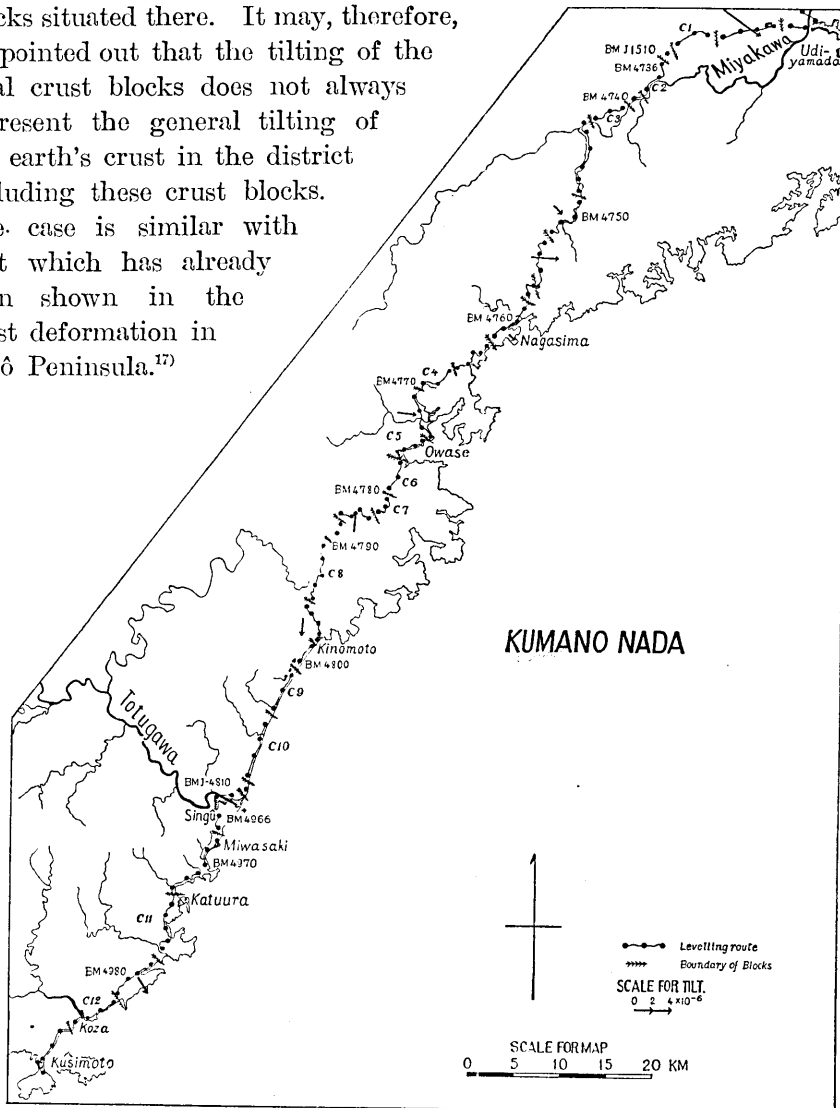 cks situated there. It may, therefore,
pointed out that the tilting of the
al crust blocks does not always
present the general tilting of
earth's crust in the district
luding these crust blocks.
e case is similar with
t which has already
n shown in the
st deformation in
ô Peninsula.¹⁷⁾
C1
BM J1510
BM 4736
Miyakawa
Udi-
yamada
C2
BM 4740
C3
BM 4750
BM 4760
Nagasima
C4
BM 4770
C5
Owase
C6
BM 4780
C7
BM 4790
C8
KUMANO NADA
Kinomoto
BM 4800
C9
Totugawa
C10
BMJ-4810
Singû
BM 4966
Miwasaki
BM 4970
Katuura
C11
BM 4980
C12
Koza
Kusimoto
Levelling route
Boundary of Blocks
SCALE FOR TILT.
0 2 4×10⁻⁶
SCALE FOR MAP
0 5 10 15 20 KM